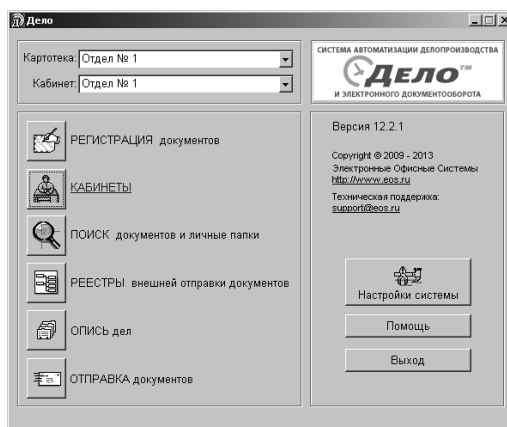 Дело
Картотека: Отдел № 1
Кабинет: Отдел № 1
СИСТЕМА АВТОМАТИЗАЦИИ ДЕЛОПРОИЗВОДСТВА
Дело™
И ЭЛЕКТРОННОГО ДОКУМЕНТООБОРОТА
РЕГИСТРАЦИЯ документов
КАБИНЕТЫ
ПОИСК документов и личные папки
РЕЕСТРЫ внешней отправки документов
ОПИСЬ дел
ОТПРАВКА документов
Версия 12.2.1
Copyright © 2009 - 2013
Электронные Офисные Системы
http://www.eos.ru
Техническая поддержка:
support@eos.ru
Настройки системы
Помощь
Выход